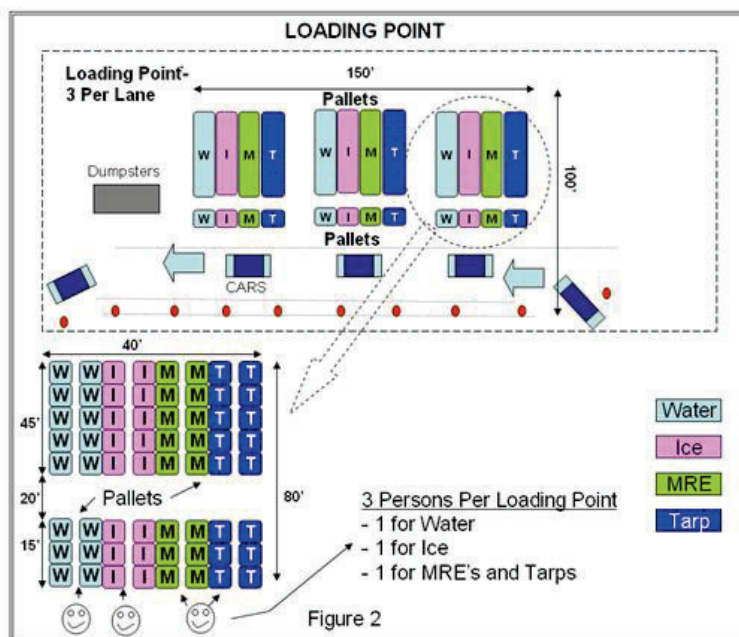 LOADING POINT
Loading Point-
3 Per Lane
150'
Pallets
W I M T W I M T W I M T
Dumpsters
100'
W I M T W I M T W I M T
Pallets
CARS
40'
W W I I M M T T
W W I I M M T T
45'
W W I I M M T T
W W I I M M T T
W W I I M M T T
20'
Pallets
80'
W W I I M M T T
15'
W W I I M M T T
W W I I M M T T
Water
Ice
MRE
Tarp
3 Persons Per Loading Point
- 1 for Water
- 1 for Ice
- 1 for MRE's and Tarps
Figure 2